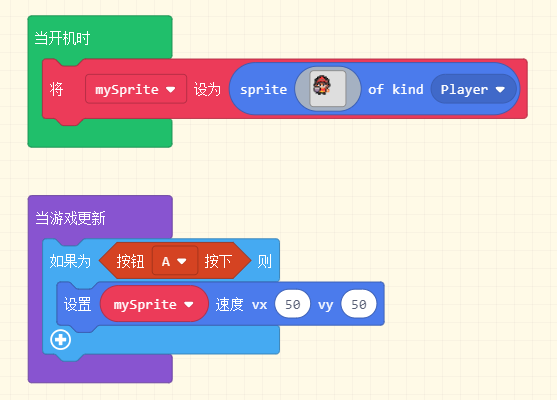 当开机时
将 mySprite 设为 sprite of kind Player
当游戏更新
如果为 按钮 A 按下 则
设置 mySprite 速度 vx 50 vy 50